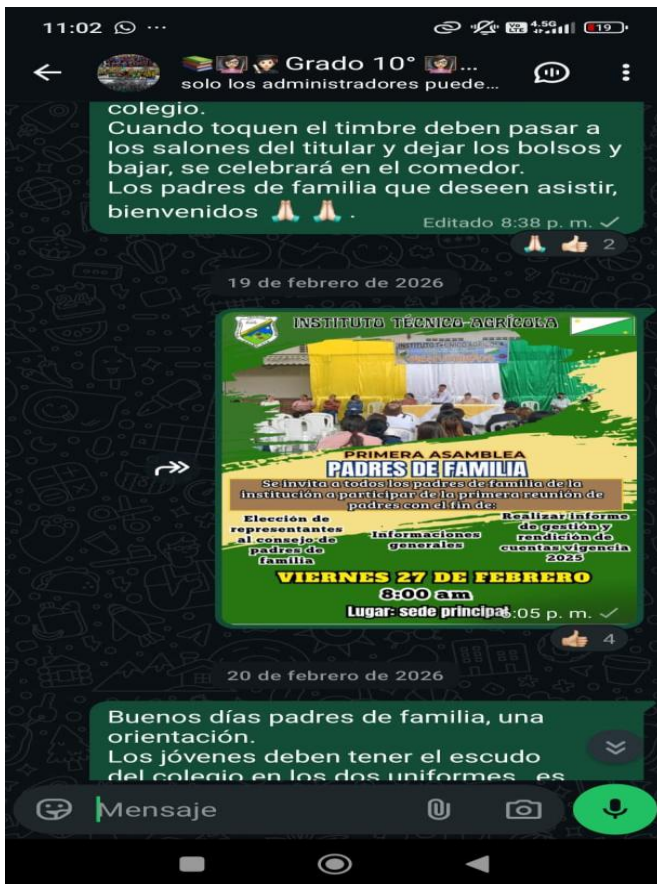 11:02
VoLTE 4.5G 19
Grado 10°
solo los administradores puede...
colegio.
Cuando toquen el timbre deben pasar a
los salones del titular y dejar los bolsos y
bajar, se celebrará en el comedor.
Los padres de familia que deseen asistir,
bienvenidos
Editado 8:38 p. m.
2
19 de febrero de 2026
INSTITUTO TÉCNICO AGRÍCOLA
PRIMERA ASAMBLEA
PADRES DE FAMILIA
Se invita a todos los padres de familia de la
institución a participar de la primera reunión de
padres con el fin de:
Elección de
representantes
al consejo de
padres de
familia
Informaciones
generales
Realizar informe
de gestión y
rendición de
cuentas vigencia
2025
VIERNES 27 DE FEBRERO
8:00 am
Lugar: sede principal
:05 p. m.
4
20 de febrero de 2026
Buenos días padres de familia, una
orientación.
Los jóvenes deben tener el escudo
del colegio en los dos uniformes, es
Mensaje